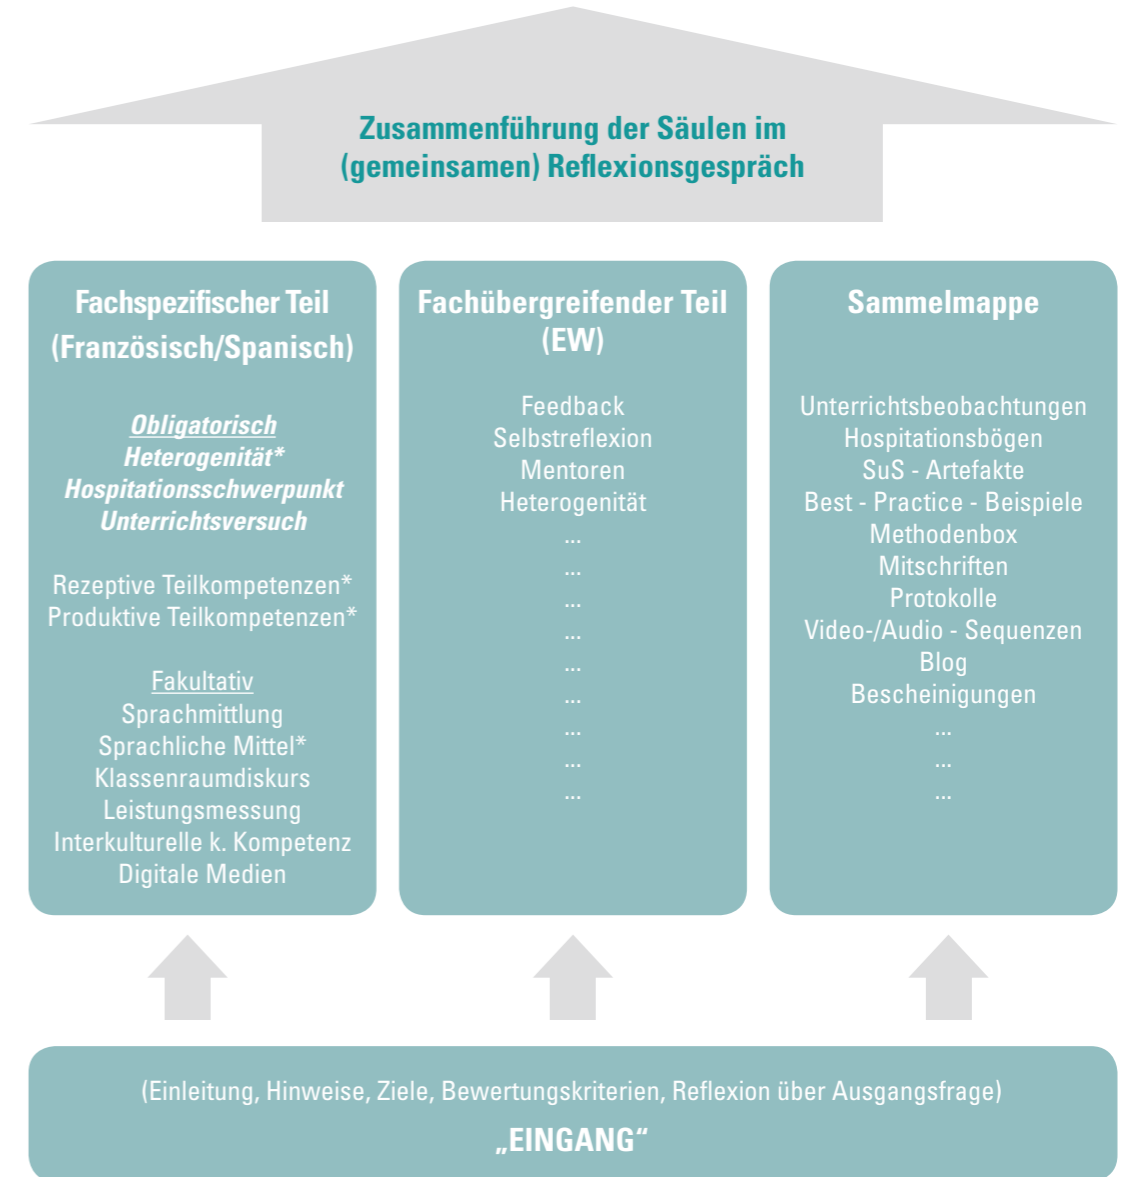 Zusammenführung der Säulen im
(gemeinsamen) Reflexionsgespräch
Fachspezifischer Teil
(Französisch/Spanisch)
Obligatorisch
Heterogenität*
Hospitationsschwerpunkt
Unterrichtsversuch
Rezeptive Teilkompetenzen*
Produktive Teilkompetenzen*
Fakultativ
Sprachmittlung
Sprachliche Mittel*
Klassenraumdiskurs
Leistungsmessung
Interkulturelle k. Kompetenz
Digitale Medien
Fachübergreifender Teil
(EW)
Feedback
Selbstreflexion
Mentoren
Heterogenität
...
...
...
...
...
...
...
...
...
Sammelmappe
Unterrichtsbeobachtungen
Hospitationsbögen
SuS - Artefakte
Best - Practice - Beispiele
Methodenbox
Mitschriften
Protokolle
Video-/Audio - Sequenzen
Blog
Bescheinigungen
...
...
...
(Einleitung, Hinweise, Ziele, Bewertungskriterien, Reflexion über Ausgangsfrage)
„EINGANG“